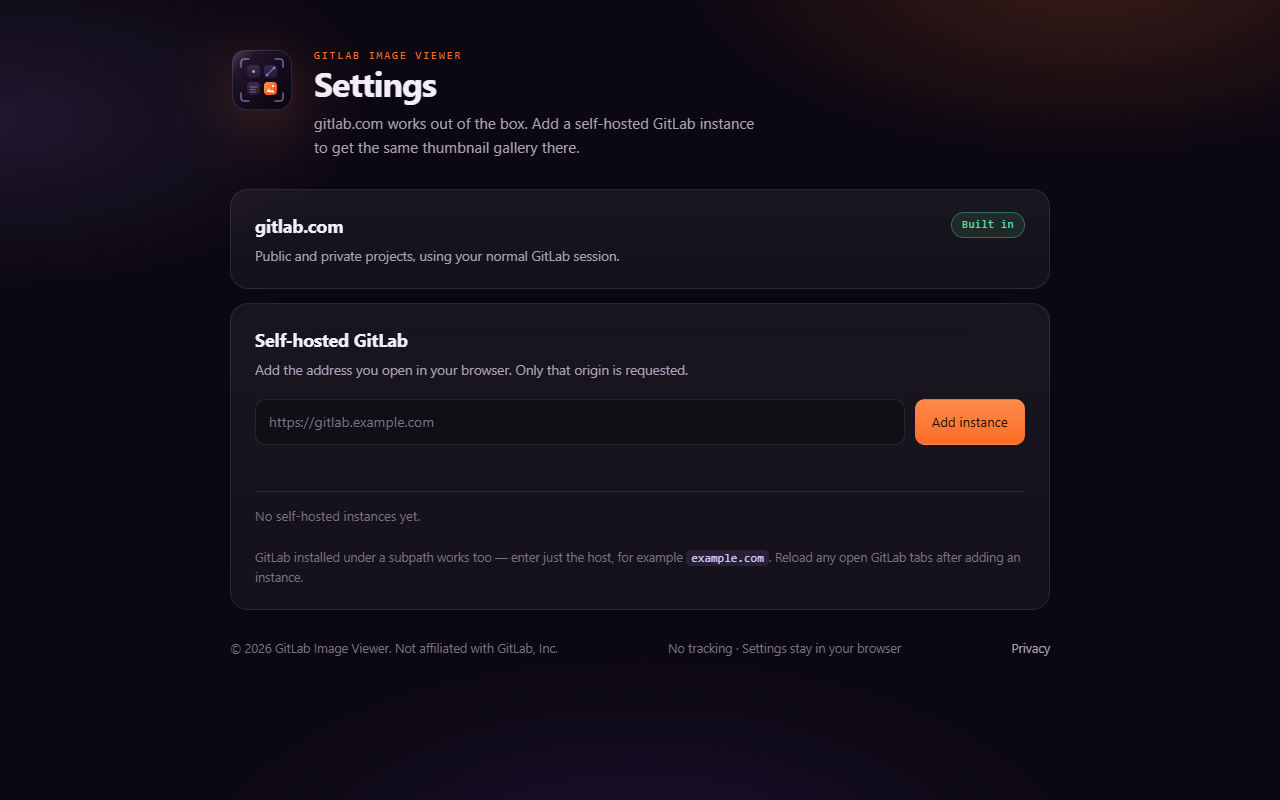 GITLAB IMAGE VIEWER
Settings
gitlab.com works out of the box. Add a self-hosted GitLab instance
to get the same thumbnail gallery there.
gitlab.com
Built in
Public and private projects, using your normal GitLab session.
Self-hosted GitLab
Add the address you open in your browser. Only that origin is requested.
https://gitlab.example.com
Add instance
No self-hosted instances yet.
GitLab installed under a subpath works too — enter just the host, for example example.com. Reload any open GitLab tabs after adding an
instance.
© 2026 GitLab Image Viewer. Not affiliated with GitLab, Inc.
No tracking · Settings stay in your browser
Privacy